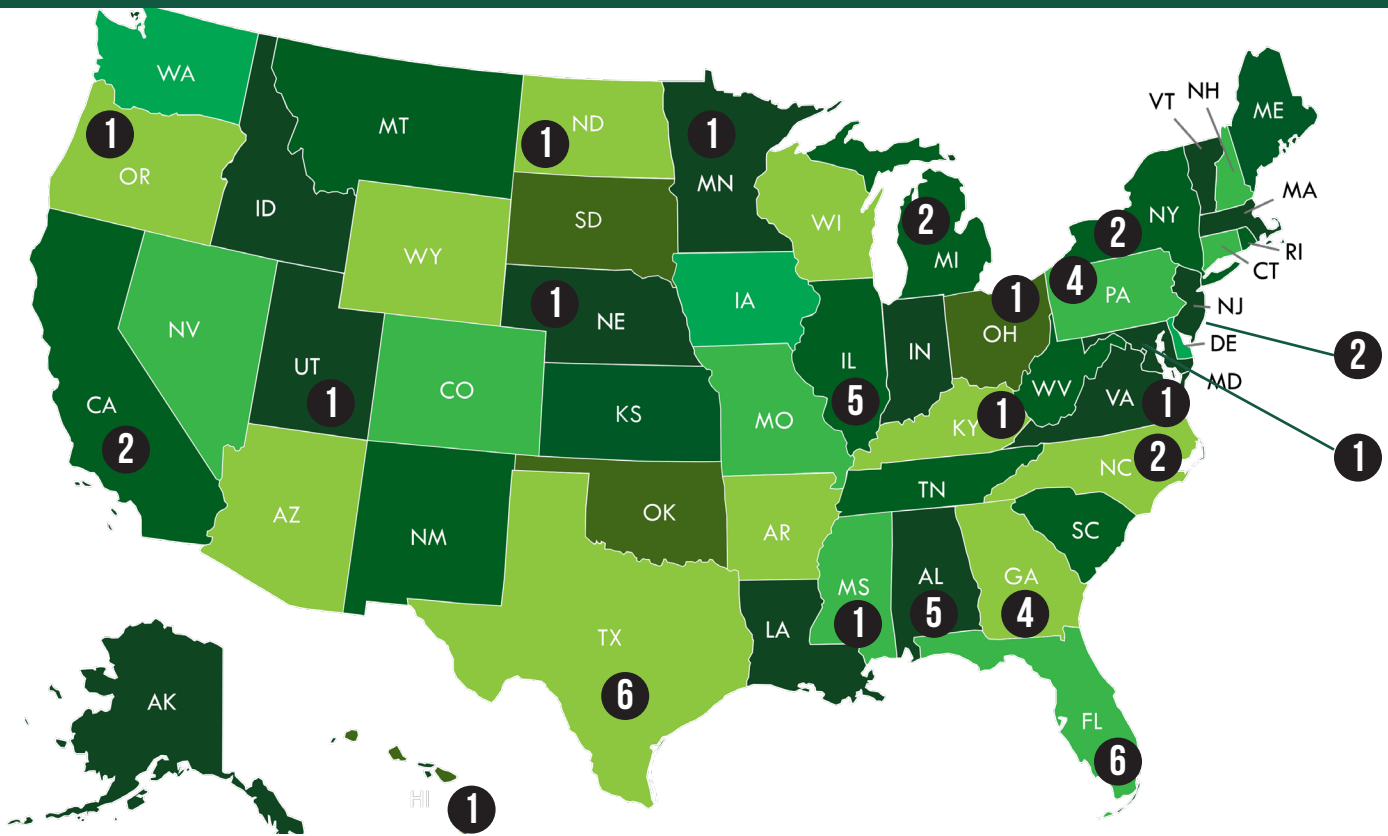 WA
MT
ND
1
1
1
OR
MN
ID
SD
WI
WY
2
MI
VT
NH
ME
MA
NY
2
RI
CT
4
PA
NJ
2
DE
MD
1
NV
UT
1
CO
1
NE
IA
IL
5
IN
1
OH
WV
VA
1
CA
2
KS
MO
KY
1
NC
2
AZ
NM
OK
AR
TN
SC
TX
6
LA
MS
1
AL
5
GA
4
FL
6
AK
HI
1